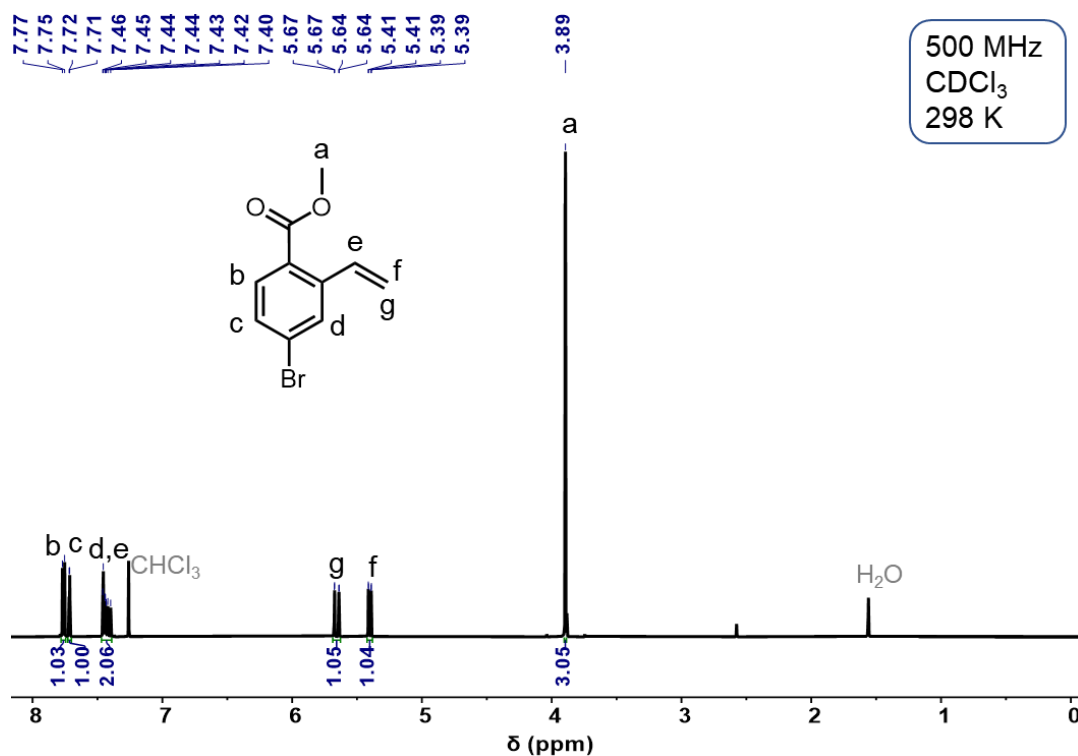 7.77
7.75
7.72
7.71
7.46
7.45
7.44
7.44
7.43
7.42
7.40
5.67
5.67
5.64
5.64
5.41
5.41
5.39
5.39
3.89
500 MHz
CDCl₃
298 K
a
a
O
O
e
b
f
g
c
d
Br
b
c
d,e
CHCl₃
g
f
H₂O
1.03
1.00
2.06
1.05
1.04
3.05
8 7 6 5 4 3 2 1 0
δ (ppm)